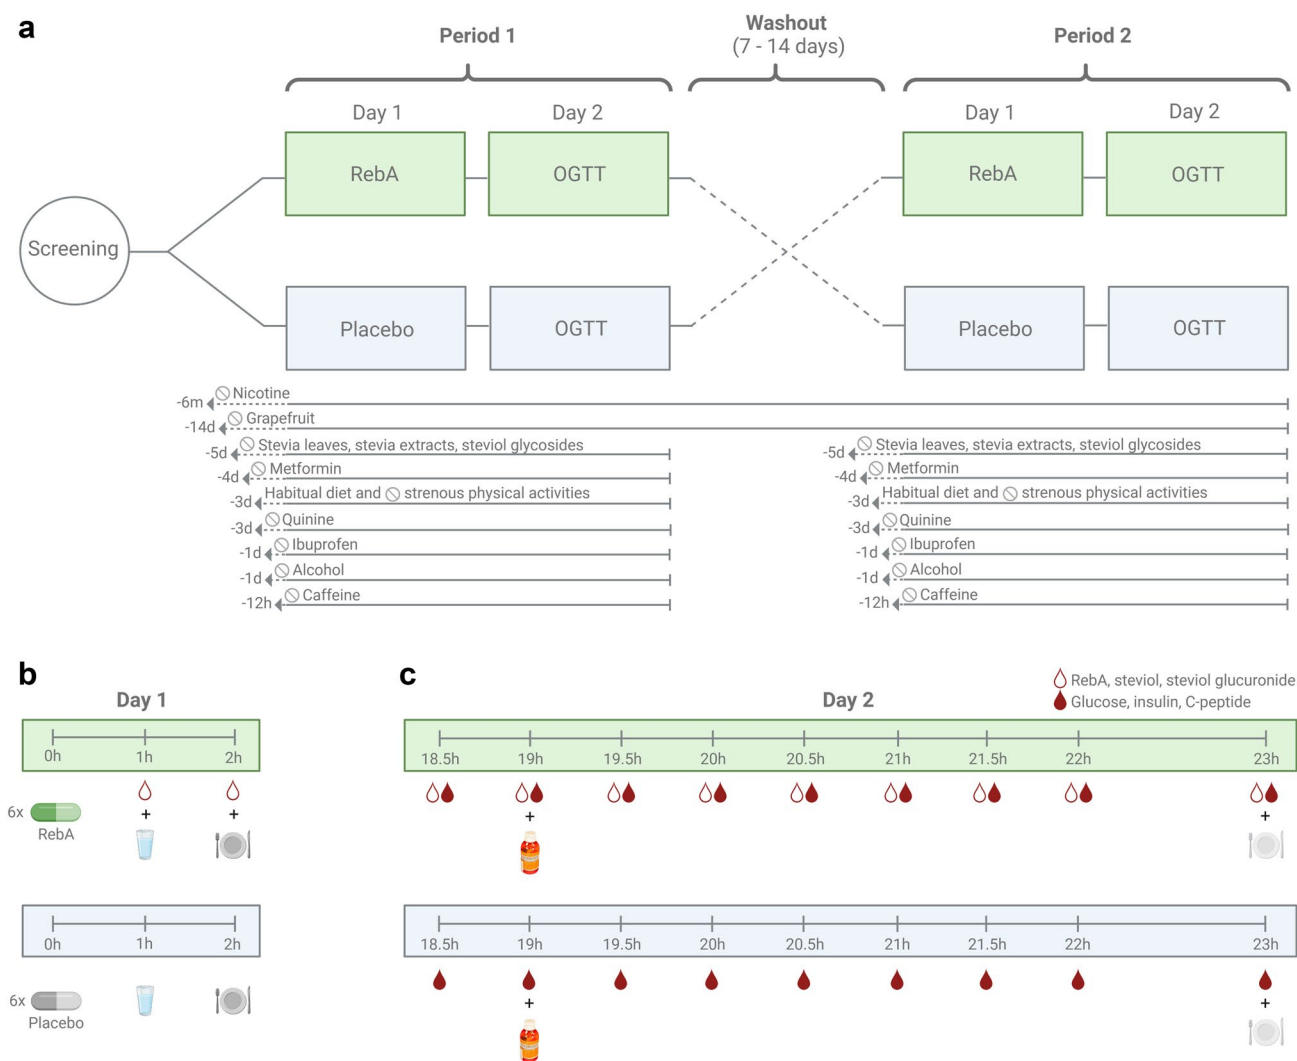 a
Period 1
Washout
(7 - 14 days)
Period 2
Day 1
Day 2
Day 1
Day 2
RebA
OGTT
RebA
OGTT
Screening
Placebo
OGTT
Placebo
OGTT
-6m Nicotine
-14d Grapefruit
-5d Stevia leaves, stevia extracts, steviol glycosides
-4d Metformin
-3d Habitual diet and strenous physical activities
-3d Quinine
-1d Ibuprofen
-1d Alcohol
-12h Caffeine
-5d Stevia leaves, stevia extracts, steviol glycosides
-4d Metformin
-3d Habitual diet and strenous physical activities
-3d Quinine
-1d Ibuprofen
-1d Alcohol
-12h Caffeine
b
Day 1
0h 1h 2h
+ +
6x
RebA
0h 1h 2h
6x
Placebo
c
Day 2
RebA, steviol, steviol glucuronide
Glucose, insulin, C-peptide
18.5h 19h 19.5h 20h 20.5h 21h 21.5h 22h 23h
+ +
18.5h 19h 19.5h 20h 20.5h 21h 21.5h 22h 23h
+ +